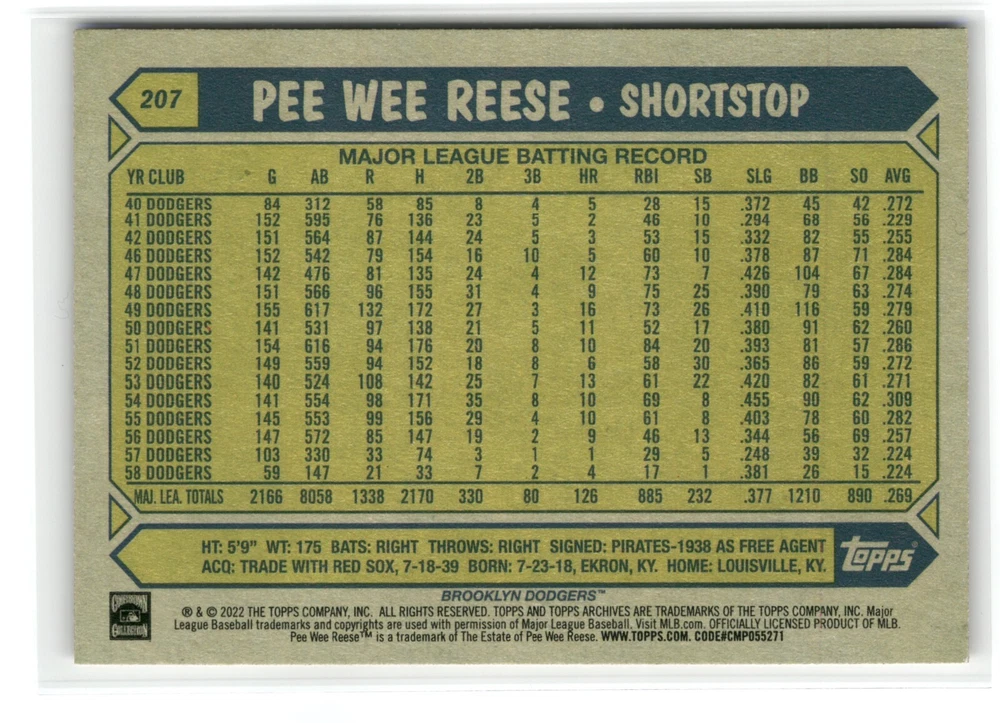 207
PEE WEE REESE • SHORTSTOP
MAJOR LEAGUE BATTING RECORD
YR CLUB G AB R H 2B 3B HR RBI SB SLG BB SO AVG
40 DODGERS 84 312 58 85 8 4 5 28 15 .372 45 42 .272
41 DODGERS 152 595 76 136 23 5 2 46 10 .294 68 56 .229
42 DODGERS 151 564 87 144 24 5 3 53 15 .332 82 55 .255
46 DODGERS 152 542 79 154 16 10 5 60 10 .378 87 71 .284
47 DODGERS 142 476 81 135 24 4 12 73 7 .426 104 67 .284
48 DODGERS 151 566 96 155 31 4 9 75 25 .390 79 63 .274
49 DODGERS 155 617 132 172 27 3 16 73 26 .410 116 59 .279
50 DODGERS 141 531 97 138 21 5 11 52 17 .380 91 62 .260
51 DODGERS 154 616 94 176 20 8 10 84 20 .393 81 57 .286
52 DODGERS 149 559 94 152 18 8 6 58 30 .365 86 59 .272
53 DODGERS 140 524 108 142 25 7 13 61 22 .420 82 61 .271
54 DODGERS 141 554 98 171 35 8 10 69 8 .455 90 62 .309
55 DODGERS 145 553 99 156 29 4 10 61 8 .403 78 60 .282
56 DODGERS 147 572 85 147 19 2 9 46 13 .344 56 69 .257
57 DODGERS 103 330 33 74 3 1 1 29 5 .248 39 32 .224
58 DODGERS 59 147 21 33 7 2 4 17 1 .381 26 15 .224
MAJ. LEA. TOTALS 2166 8058 1338 2170 330 80 126 885 232 .377 1210 890 .269
HT: 5'9" WT: 175 BATS: RIGHT THROWS: RIGHT SIGNED: PIRATES-1938 AS FREE AGENT
ACQ: TRADE WITH RED SOX, 7-18-39 BORN: 7-23-18, EKRON, KY. HOME: LOUISVILLE, KY.
Topps®
BROOKLYN DODGERS™
COOPERSTOWN
COLLECTION
® & © 2022 THE TOPPS COMPANY, INC. ALL RIGHTS RESERVED. TOPPS AND TOPPS ARCHIVES ARE TRADEMARKS OF THE TOPPS COMPANY, INC. Major
League Baseball trademarks and copyrights are used with permission of Major League Baseball. Visit MLB.com. OFFICIALLY LICENSED PRODUCT OF MLB.
Pee Wee Reese™ is a trademark of The Estate of Pee Wee Reese. WWW.TOPPS.COM. CODE#CMP055271